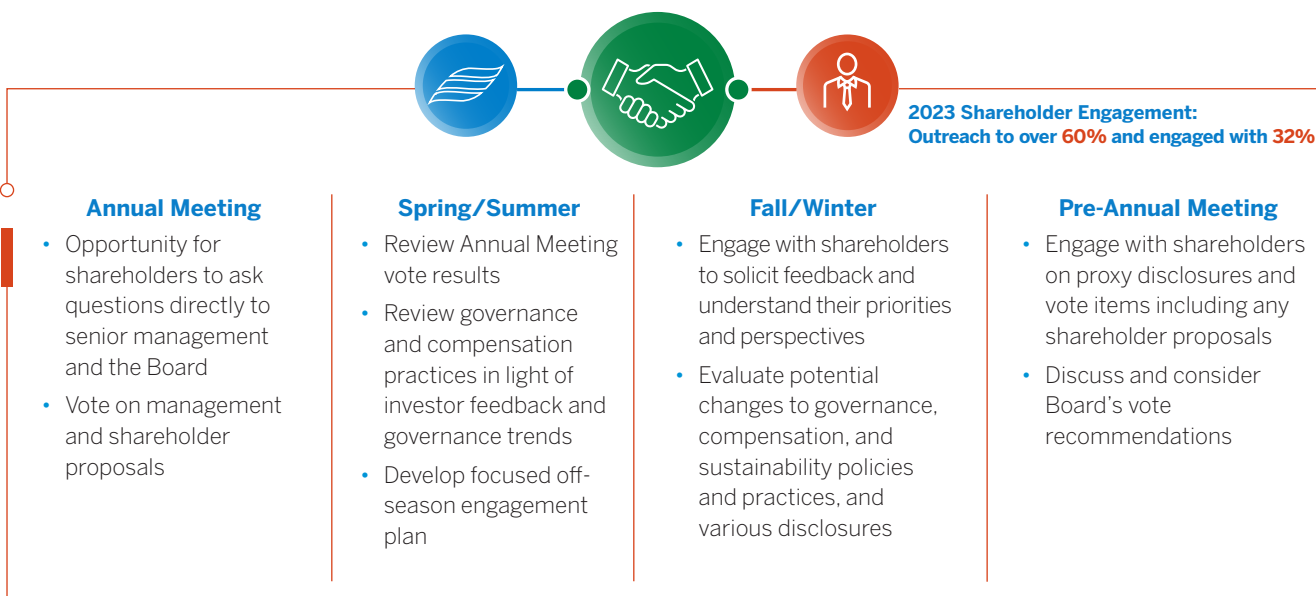 2023 Shareholder Engagement:
Outreach to over 60% and engaged with 32%
Annual Meeting
• Opportunity for
shareholders to ask
questions directly to
senior management
and the Board
• Vote on management
and shareholder
proposals
Spring/Summer
• Review Annual Meeting
vote results
• Review governance
and compensation
practices in light of
investor feedback and
governance trends
• Develop focused off-
season engagement
plan
Fall/Winter
• Engage with shareholders
to solicit feedback and
understand their priorities
and perspectives
• Evaluate potential
changes to governance,
compensation, and
sustainability policies
and practices, and
various disclosures
Pre-Annual Meeting
• Engage with shareholders
on proxy disclosures and
vote items including any
shareholder proposals
• Discuss and consider
Board’s vote
recommendations